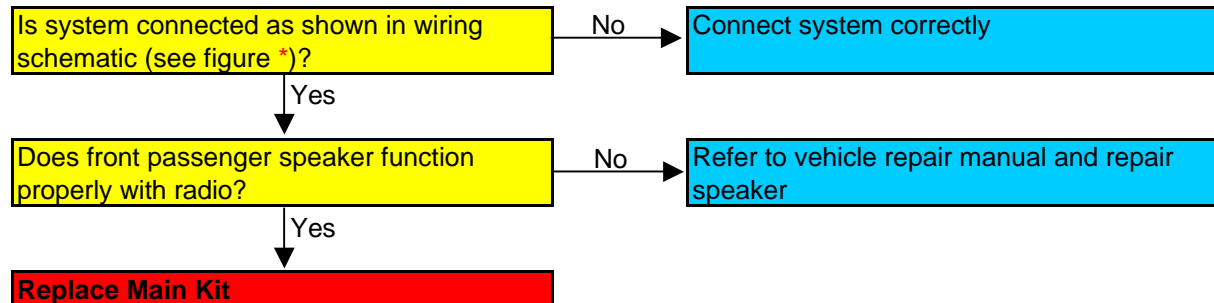 Is system connected as shown in wiring
schematic (see figure *)?
No
Connect system correctly
Yes
Does front passenger speaker function
properly with radio?
No
Refer to vehicle repair manual and repair
speaker
Yes
Replace Main Kit